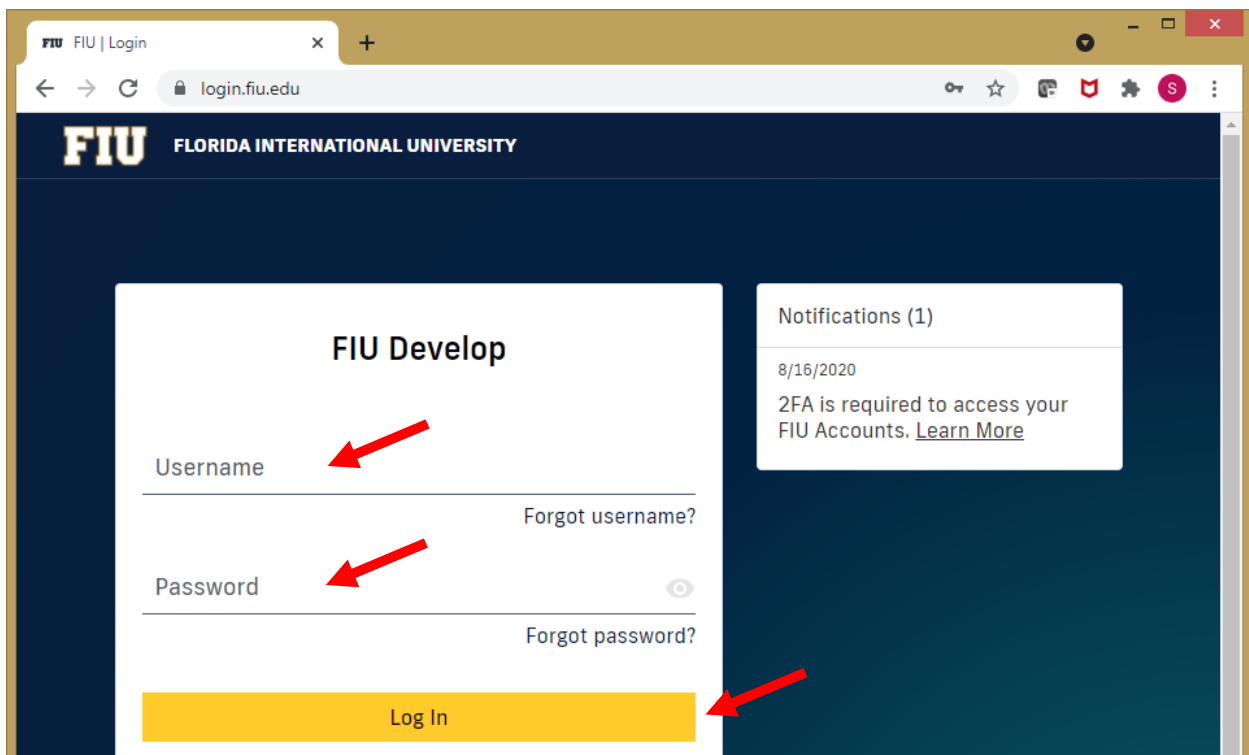 FIU FIU | Login
login.fiu.edu
S
FIU FLORIDA INTERNATIONAL UNIVERSITY
FIU Develop
Username
Forgot username?
Password
Forgot password?
Log In
Notifications (1)
8/16/2020
2FA is required to access your
FIU Accounts. Learn More